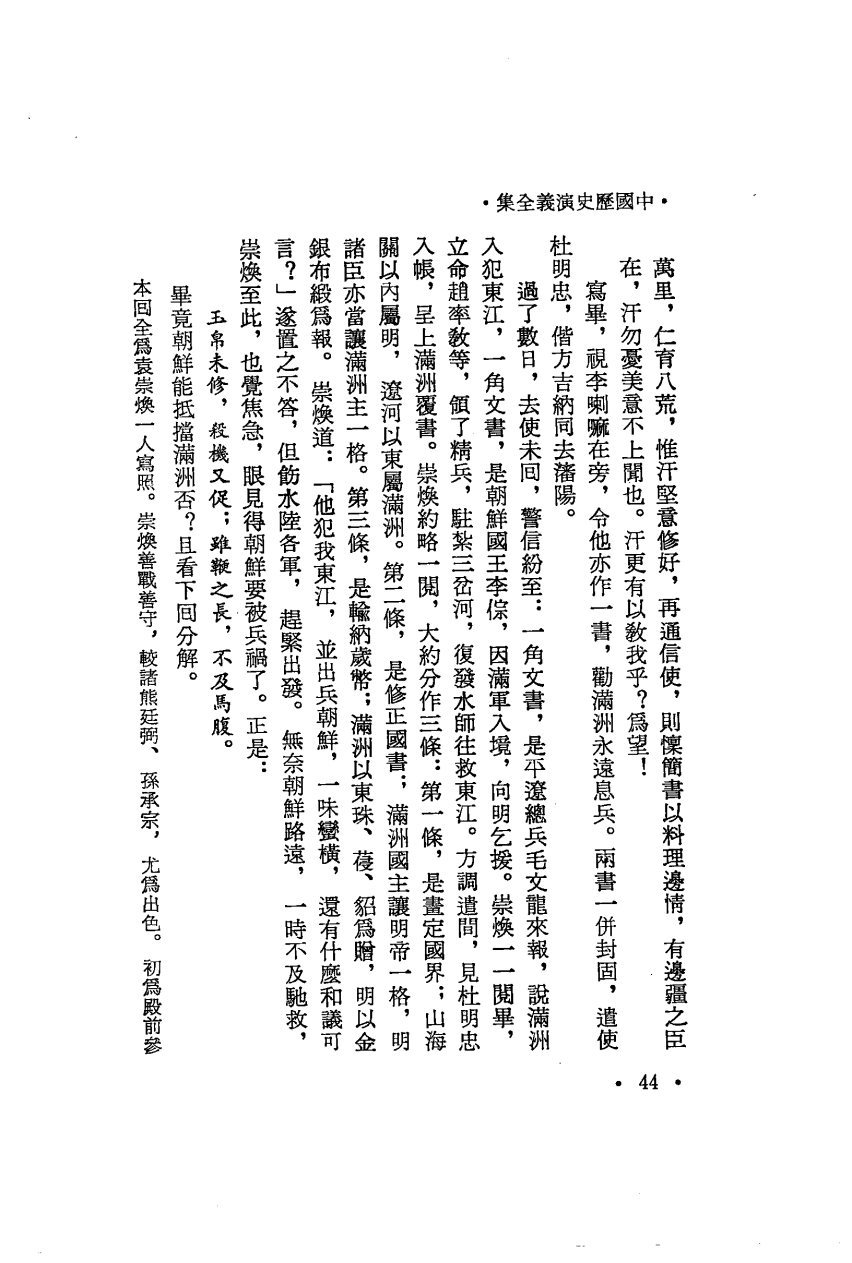 •中國歷史演義全集•
萬里，仁育八荒，惟汗堅意修好，再通信使，則懍簡書以料理邊情，有邊疆之臣
在，汗勿憂美意不上聞也。汗更有以教我乎？爲望！
寫畢，視李喇嘛在旁，令他亦作一書，勸滿洲永遠息兵。兩書一併封固，遣使
杜明忠，偕方吉納同去瀋陽。
過了數日，去使未回，警信紛至：一角文書，是平遼總兵毛文龍來報，說滿洲
入犯東江，一角文書，是朝鮮國王李倧，因滿軍入境，向明乞援。崇煥一一閱畢，
立命趙率教等，領了精兵，駐紮三岔河，復發水師往救東江。方調遣間，見杜明忠
入帳，呈上滿洲覆書。崇煥約略一閱，大約分作三條：第一條，是畫定國界；山海
關以內屬明，遼河以東屬滿洲。第二條，是修正國書；滿洲國主讓明帝一格，明
諸臣亦當讓滿洲主一格。第三條，是輸納歲幣；滿洲以東珠、葠、貂爲贈，明以金
銀布緞爲報。崇煥道：「他犯我東江，並出兵朝鮮，一味蠻橫，還有什麼和議可
言？」遂置之不答，但飭水陸各軍，趕緊出發。無奈朝鮮路遠，一時不及馳救，
崇煥至此，也覺焦急，眼見得朝鮮要被兵禍了。正是：
玉帛未修，殺機又促；雖鞭之長，不及馬腹。
畢竟朝鮮能抵擋滿洲否？且看下回分解。
本回全爲袁崇煥一人寫照。崇煥善戰善守，較諸熊廷弼、孫承宗，尤爲出色。初爲殿前參
• 44 •